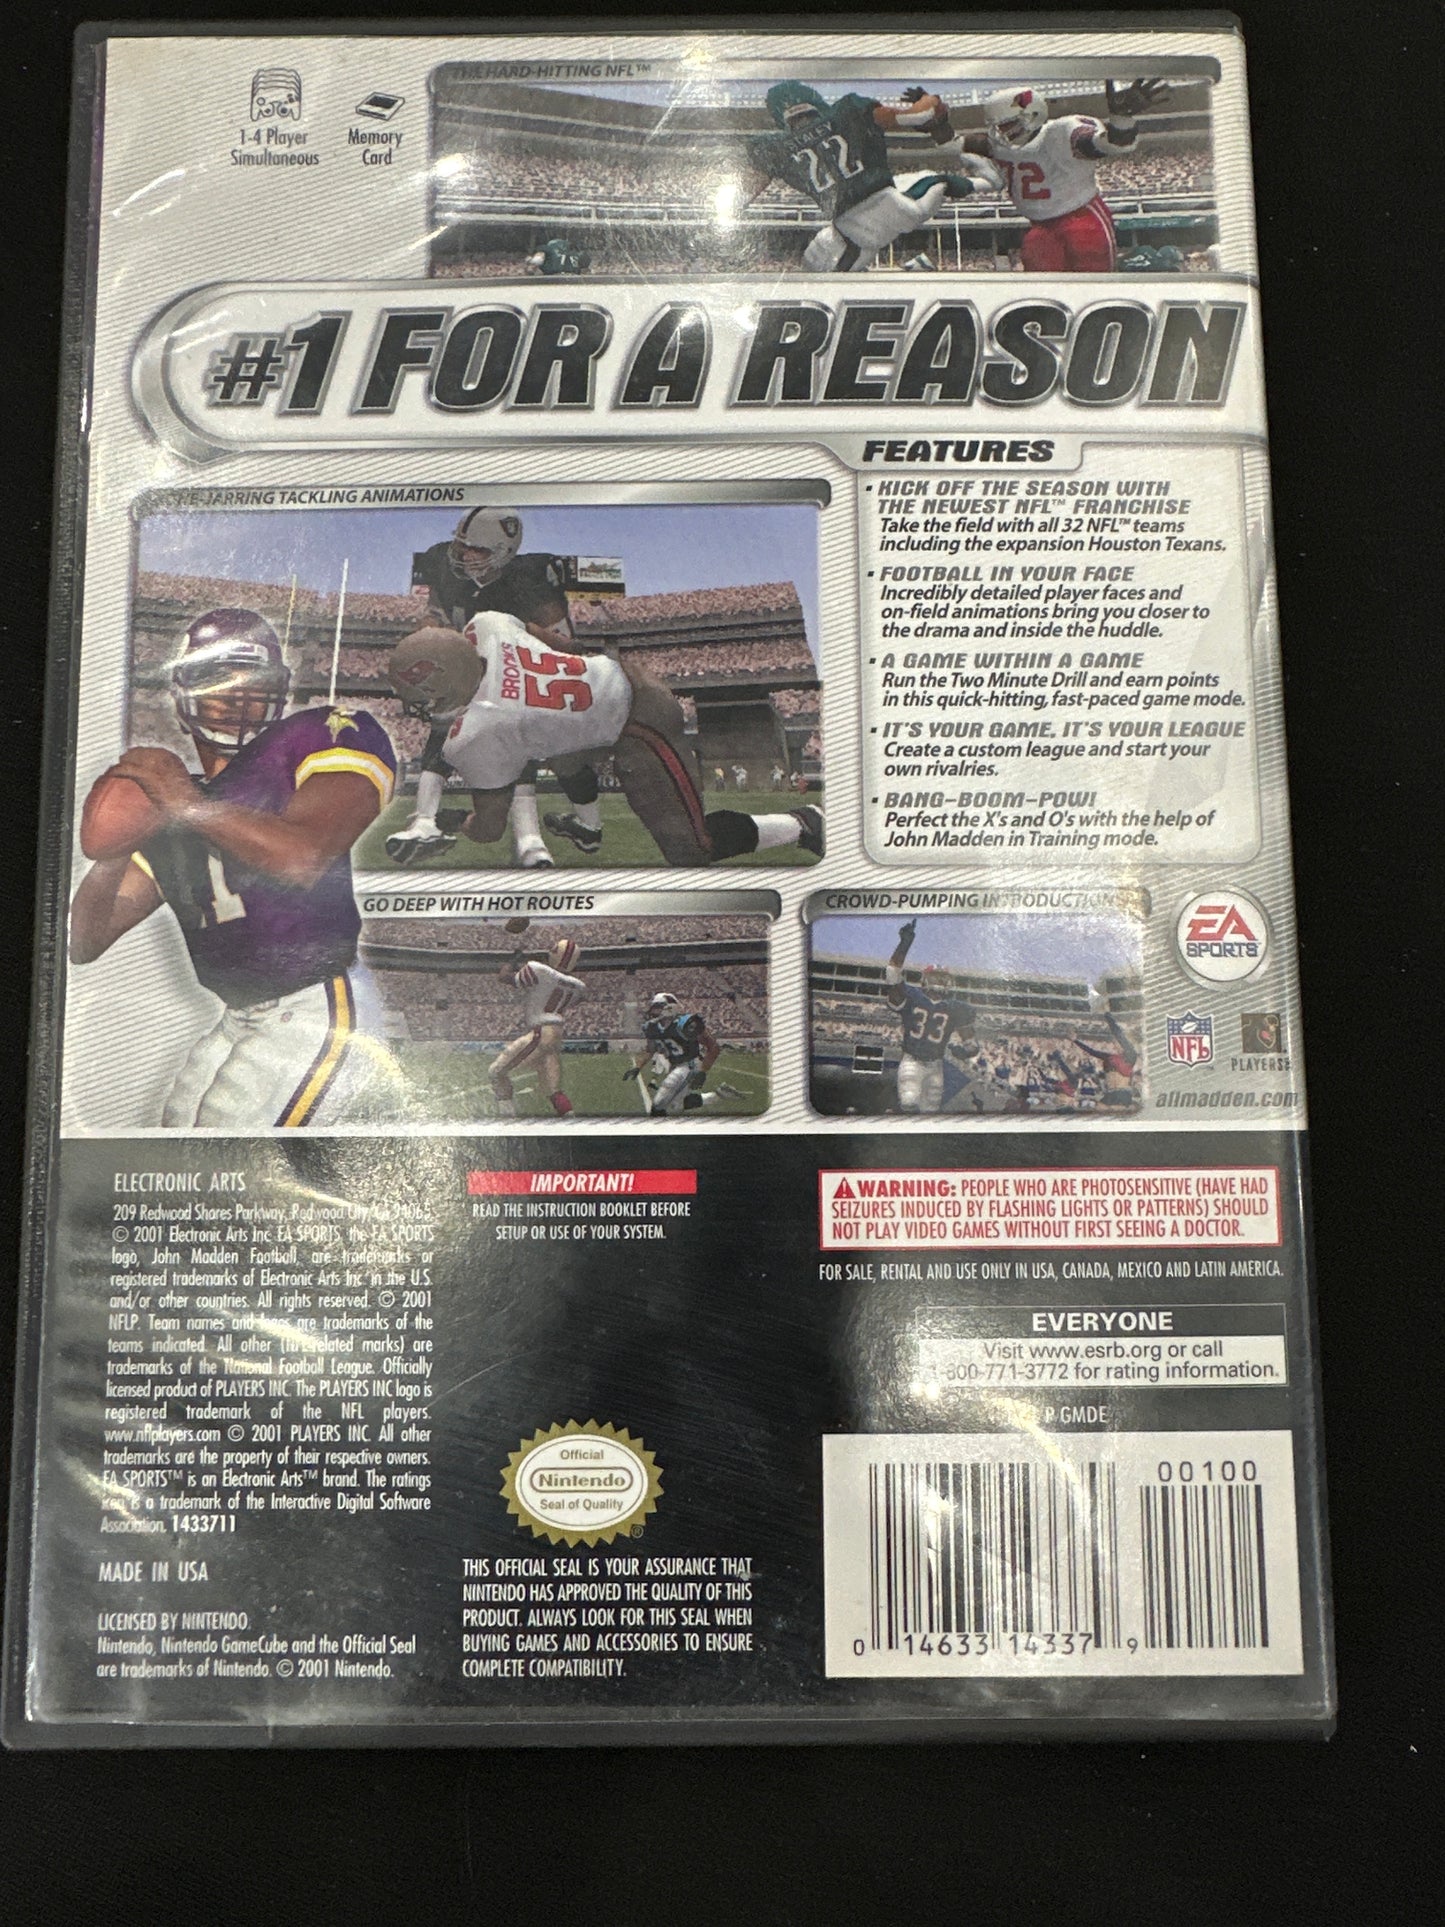 1-4 Player
Simultaneous
Memory
Card
THE HARD-HITTING NFL™
22
72
75
#1 FOR A REASON
FEATURES
• KICK OFF THE SEASON WITH
THE NEWEST NFL™ FRANCHISE
Take the field with all 32 NFL™ teams
including the expansion Houston Texans.
• FOOTBALL IN YOUR FACE
Incredibly detailed player faces and
on-field animations bring you closer to
the drama and inside the huddle.
• A GAME WITHIN A GAME
Run the Two Minute Drill and earn points
in this quick-hitting, fast-paced game mode.
• IT'S YOUR GAME, IT'S YOUR LEAGUE
Create a custom league and start your
own rivalries.
• BANG-BOOM-POW!
Perfect the X's and O's with the help of
John Madden in Training mode.
-JARRING TACKLING ANIMATIONS
BROOKS
55
GO DEEP WITH HOT ROUTES
CROWD-PUMPING INTRODUCTIONS
33
EA
SPORTS
NFL
PLAYERS
allmadden.com
ELECTRONIC ARTS
209 Redwood Shares Parkway, Redwood City, CA 94065
© 2001 Electronic Arts Inc. EA SPORTS, the EA SPORTS
logo, John Madden Football, are trademarks or
registered trademarks of Electronic Arts Inc. in the U.S.
and/or other countries. All rights reserved. © 2001
NFLP. Team names and logos are trademarks of the
teams indicated. All other (NFL-related marks) are
trademarks of the National Football League. Officially
licensed product of PLAYERS INC. The PLAYERS INC logo is
registered trademark of the NFL players.
www.nflplayers.com © 2001 PLAYERS INC. All other
trademarks are the property of their respective owners.
EA SPORTS™ is an Electronic Arts™ brand. The ratings
icon is a trademark of the Interactive Digital Software
Association. 1433711
MADE IN USA
LICENSED BY NINTENDO.
Nintendo, Nintendo GameCube and the Official Seal
are trademarks of Nintendo. © 2001 Nintendo.
IMPORTANT!
READ THE INSTRUCTION BOOKLET BEFORE
SETUP OR USE OF YOUR SYSTEM.
Official
Nintendo
Seal of Quality
®
THIS OFFICIAL SEAL IS YOUR ASSURANCE THAT
NINTENDO HAS APPROVED THE QUALITY OF THIS
PRODUCT. ALWAYS LOOK FOR THIS SEAL WHEN
BUYING GAMES AND ACCESSORIES TO ENSURE
COMPLETE COMPATIBILITY.
WARNING: PEOPLE WHO ARE PHOTOSENSITIVE (HAVE HAD
SEIZURES INDUCED BY FLASHING LIGHTS OR PATTERNS) SHOULD
NOT PLAY VIDEO GAMES WITHOUT FIRST SEEING A DOCTOR.
FOR SALE, RENTAL AND USE ONLY IN USA, CANADA, MEXICO AND LATIN AMERICA.
EVERYONE
Visit www.esrb.org or call
1-800-771-3772 for rating information.
P GMDE
00100
0 14633 14337 9